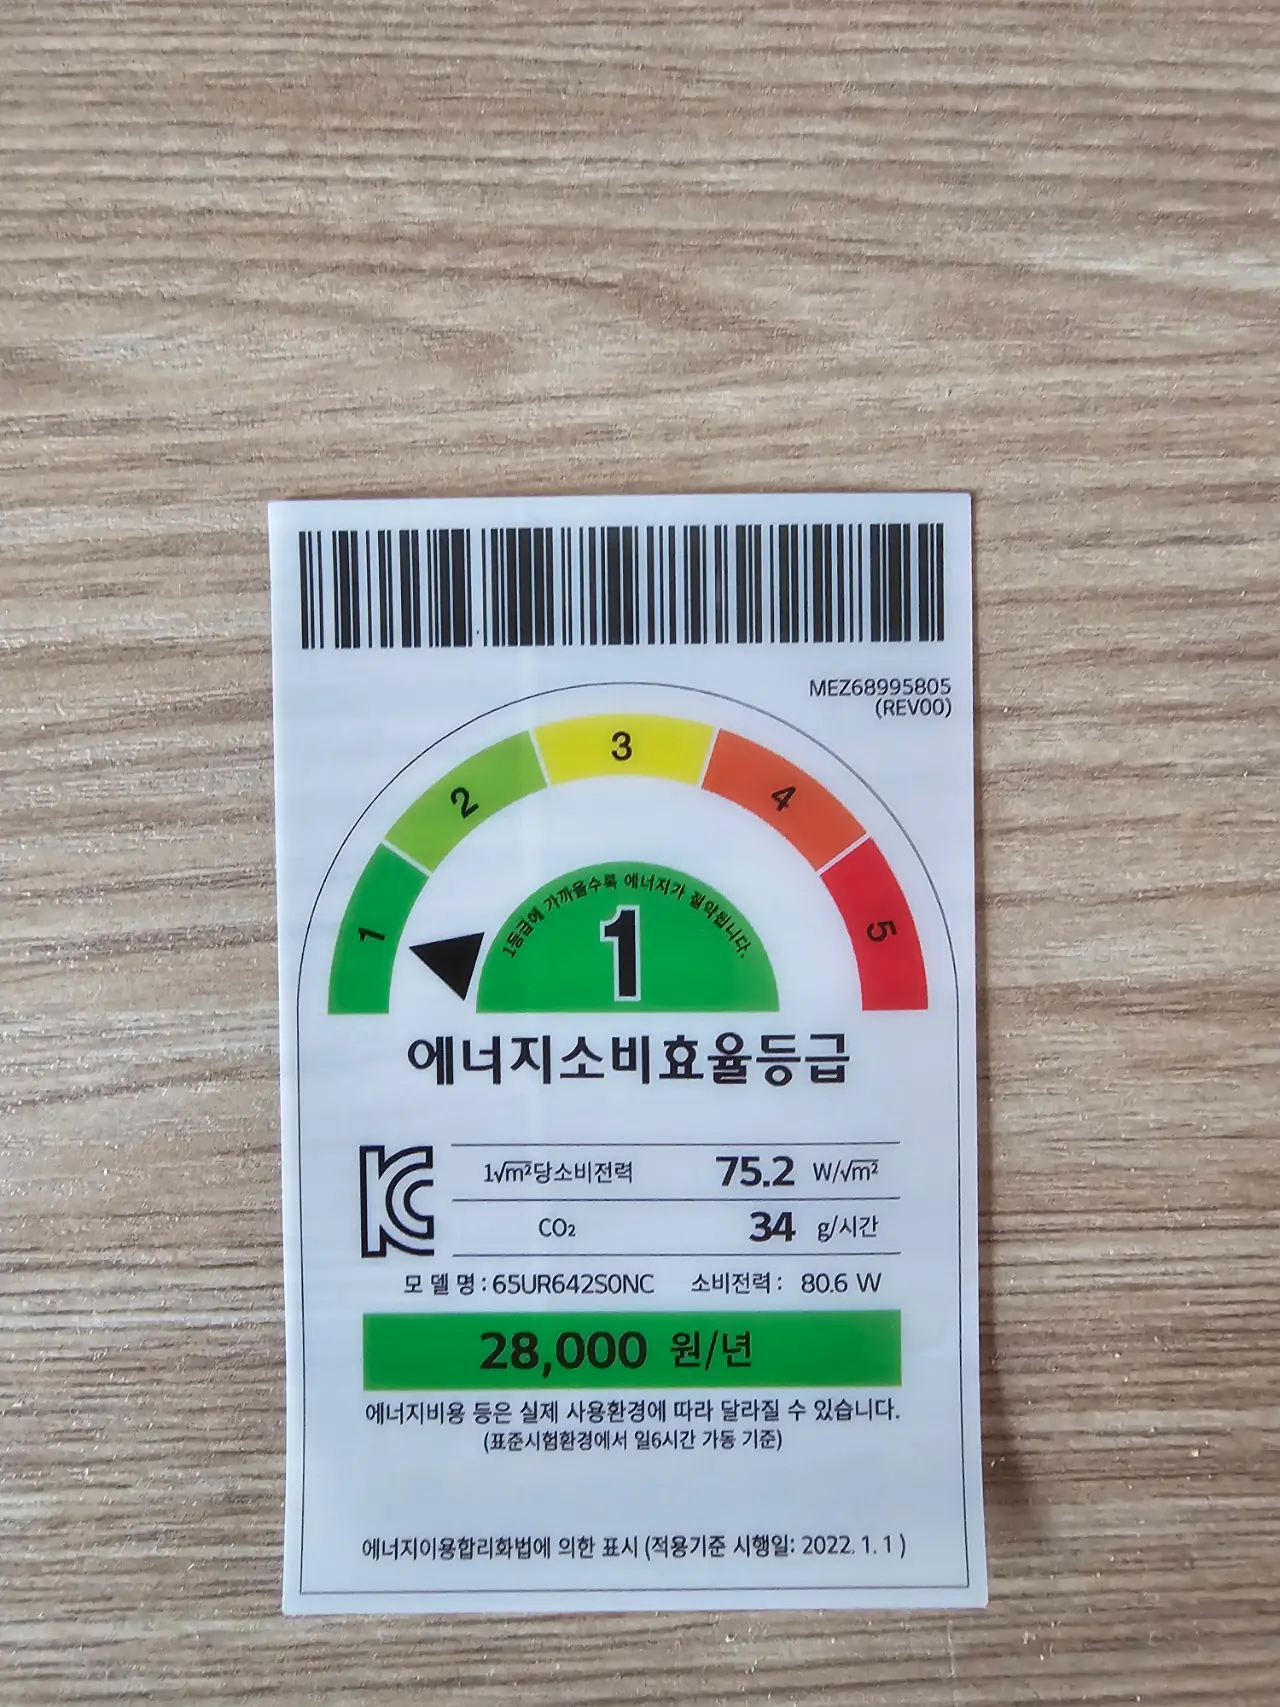 MEZ68995805
(REV00)
1
2
3
4
5
1등급에 가까울수록 에너지가 절약됩니다.
1
에너지소비효율등급
1√m²당소비전력 75.2 W/√m²
CO₂ 34 g/시간
모 델 명 : 65UR642S0NC 소비전력 : 80.6 W
28,000 원/년
에너지비용 등은 실제 사용환경에 따라 달라질 수 있습니다.
(표준시험환경에서 일6시간 가동 기준)
에너지이용합리화법에 의한 표시 (적용기준 시행일: 2022. 1. 1 )